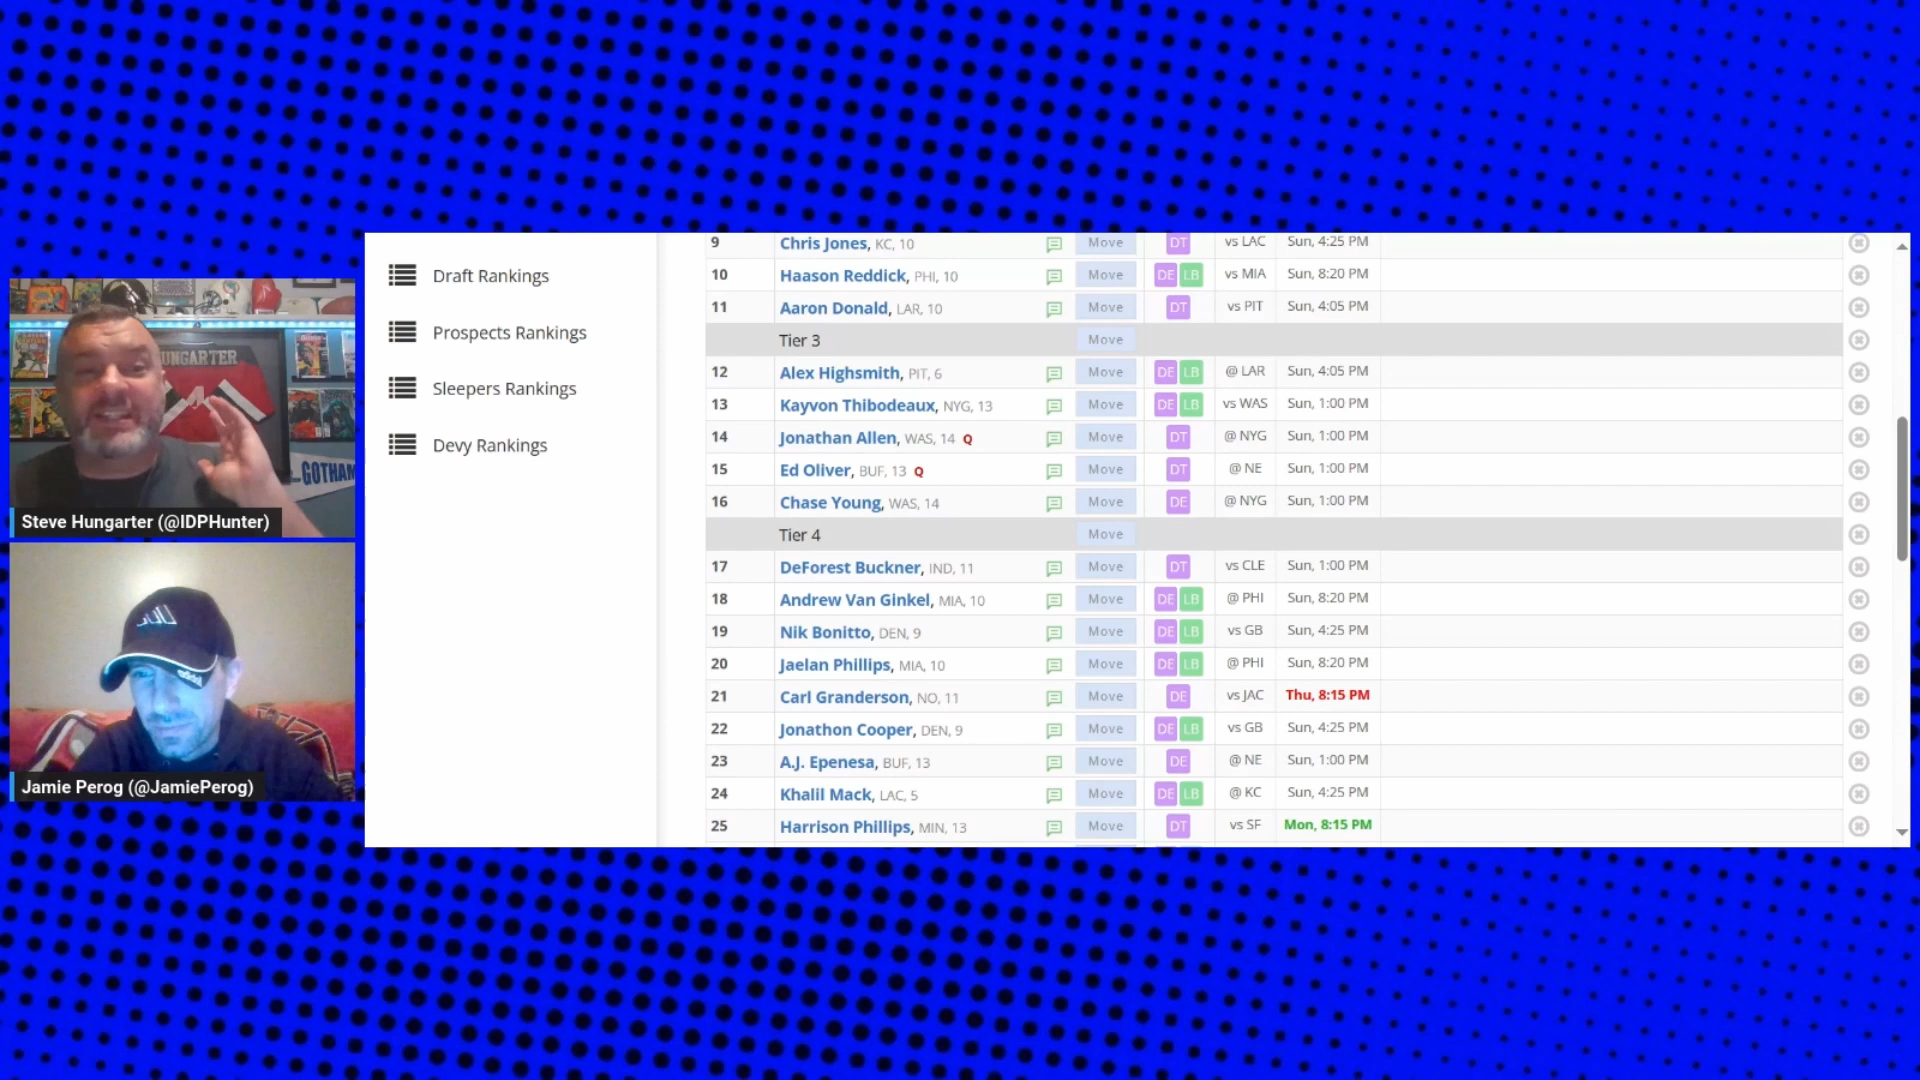 Draft Rankings
Prospects Rankings
Sleepers Rankings
Devy Rankings
9 Chris Jones, KC, 10 Move DT vs LAC Sun, 4:25 PM
10 Haason Reddick, PHI, 10 Move DE LB vs MIA Sun, 8:20 PM
11 Aaron Donald, LAR, 10 Move DT vs PIT Sun, 4:05 PM
Tier 3 Move
12 Alex Highsmith, PIT, 6 Move DE LB @ LAR Sun, 4:05 PM
13 Kayvon Thibodeaux, NYG, 13 Move DE LB vs WAS Sun, 1:00 PM
14 Jonathan Allen, WAS, 14 Q Move DT @ NYG Sun, 1:00 PM
15 Ed Oliver, BUF, 13 Q Move DT @ NE Sun, 1:00 PM
16 Chase Young, WAS, 14 Move DE @ NYG Sun, 1:00 PM
Tier 4 Move
17 DeForest Buckner, IND, 11 Move DT vs CLE Sun, 1:00 PM
18 Andrew Van Ginkel, MIA, 10 Move DE LB @ PHI Sun, 8:20 PM
19 Nik Bonitto, DEN, 9 Move DE LB vs GB Sun, 4:25 PM
20 Jaelan Phillips, MIA, 10 Move DE LB @ PHI Sun, 8:20 PM
21 Carl Granderson, NO, 11 Move DE vs JAC Thu, 8:15 PM
22 Jonathon Cooper, DEN, 9 Move DE LB vs GB Sun, 4:25 PM
23 A.J. Epenesa, BUF, 13 Move DE @ NE Sun, 1:00 PM
24 Khalil Mack, LAC, 5 Move DE LB @ KC Sun, 4:25 PM
25 Harrison Phillips, MIN, 13 Move DT vs SF Mon, 8:15 PM
UNGARTER
GOTHAM
Steve Hungarter (@IDPHunter)
adidas
Jamie Perog (@JamiePerog)